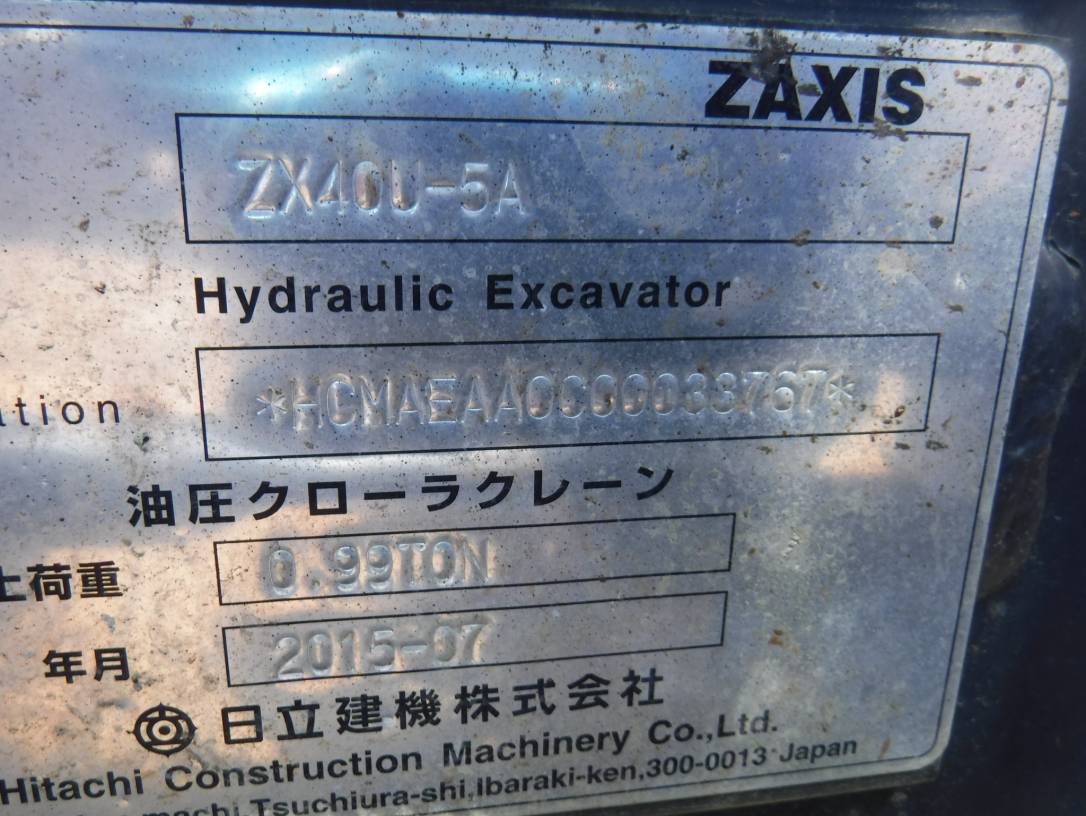 ZAXIS
ZX40U-5A
Hydraulic Excavator
ation *HCMAEAA0C00033767*
油圧クローラクレーン
上荷重 0.99TON
年月 2015-07
日立建機株式会社
Hitachi Construction Machinery Co.,Ltd.
machi,Tsuchiura-shi,Ibaraki-ken,300-0013 Japan